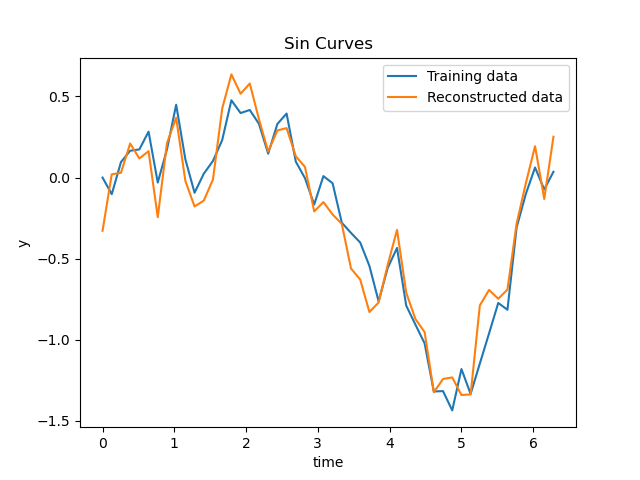 Sin Curves
Training data
Reconstructed data
0.5
0.0
−0.5
−1.0
−1.5
y
0 1 2 3 4 5 6
time